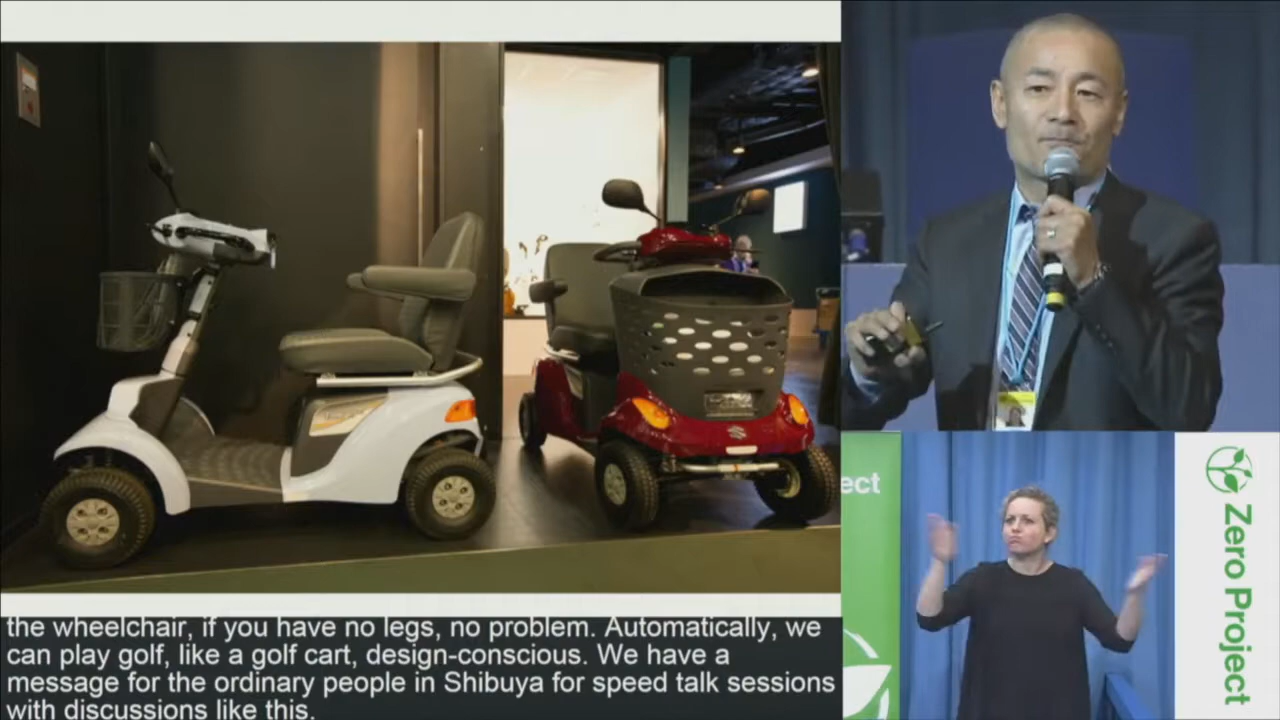 the wheelchair, if you have no legs, no problem. Automatically, we
can play golf, like a golf cart, design-conscious. We have a
message for the ordinary people in Shibuya for speed talk sessions
with discussions like this.
ect
Zero Project